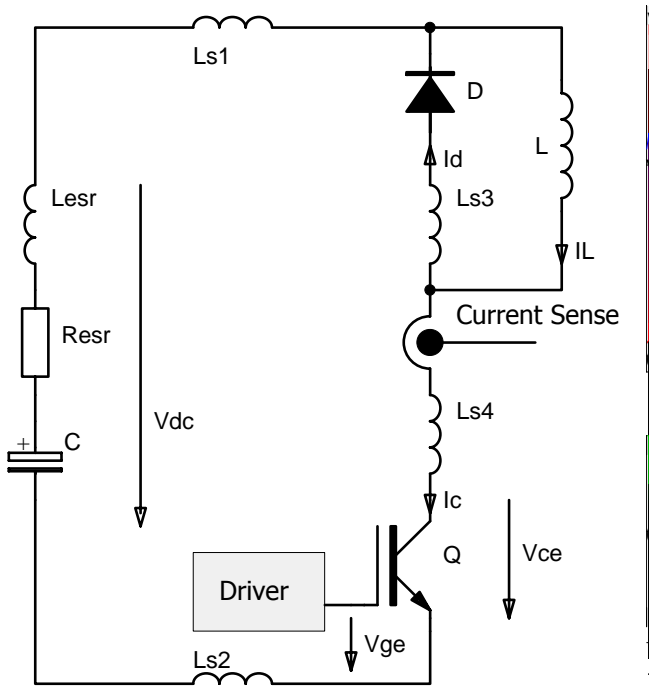 Ls1
D
L
Id
Lesr
Ls3
IL
Current Sense
Resr
Ls4
Vdc
+
C
Ic
Q
Vce
Driver
Vge
Ls2